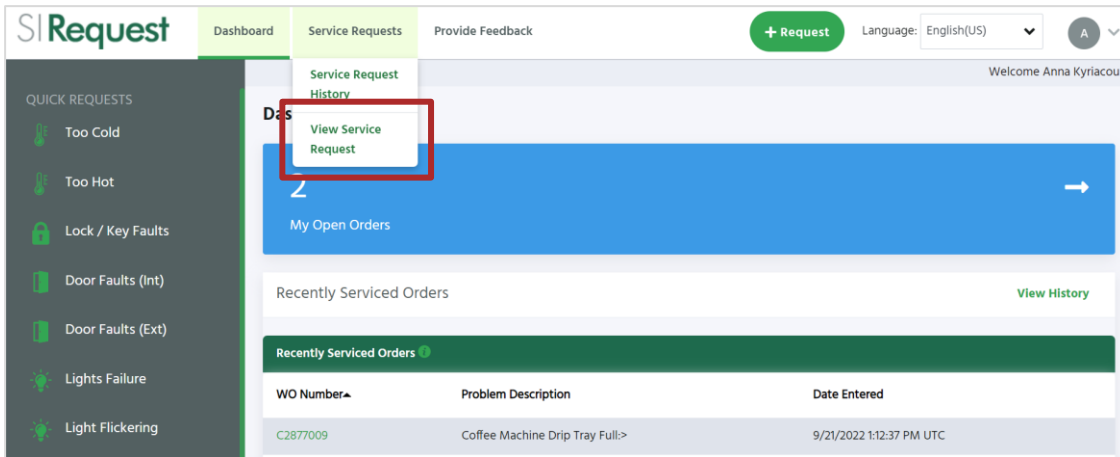 SIRequest
Dashboard
Service Requests
Provide Feedback
+ Request
Language: English(US)
A
Welcome Anna Kyriacou
QUICK REQUESTS
Too Cold
Too Hot
Lock / Key Faults
Door Faults (Int)
Door Faults (Ext)
Lights Failure
Light Flickering
Service Request
History
View Service
Request
Das
2
My Open Orders
Recently Serviced Orders
View History
Recently Serviced Orders
WO Number
Problem Description
Date Entered
C2877009
Coffee Machine Drip Tray Full:>
9/21/2022 1:12:37 PM UTC